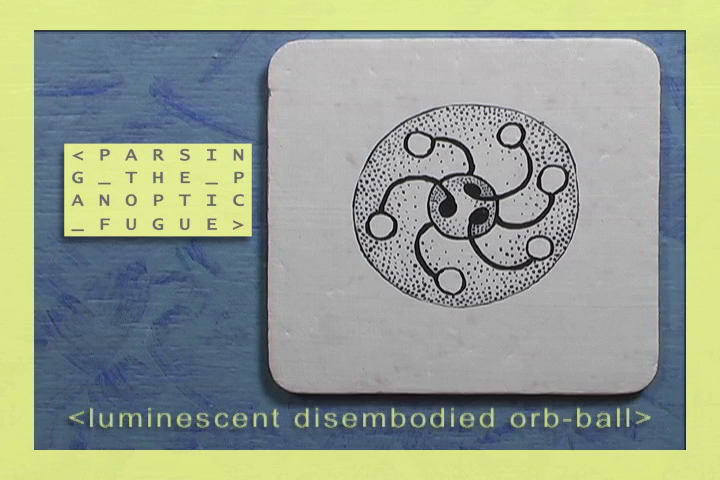 < P A R S I N
G _ T H E _ P
A N O P T I C
_ F U G U E >
<luminescent disembodied orb-ball>